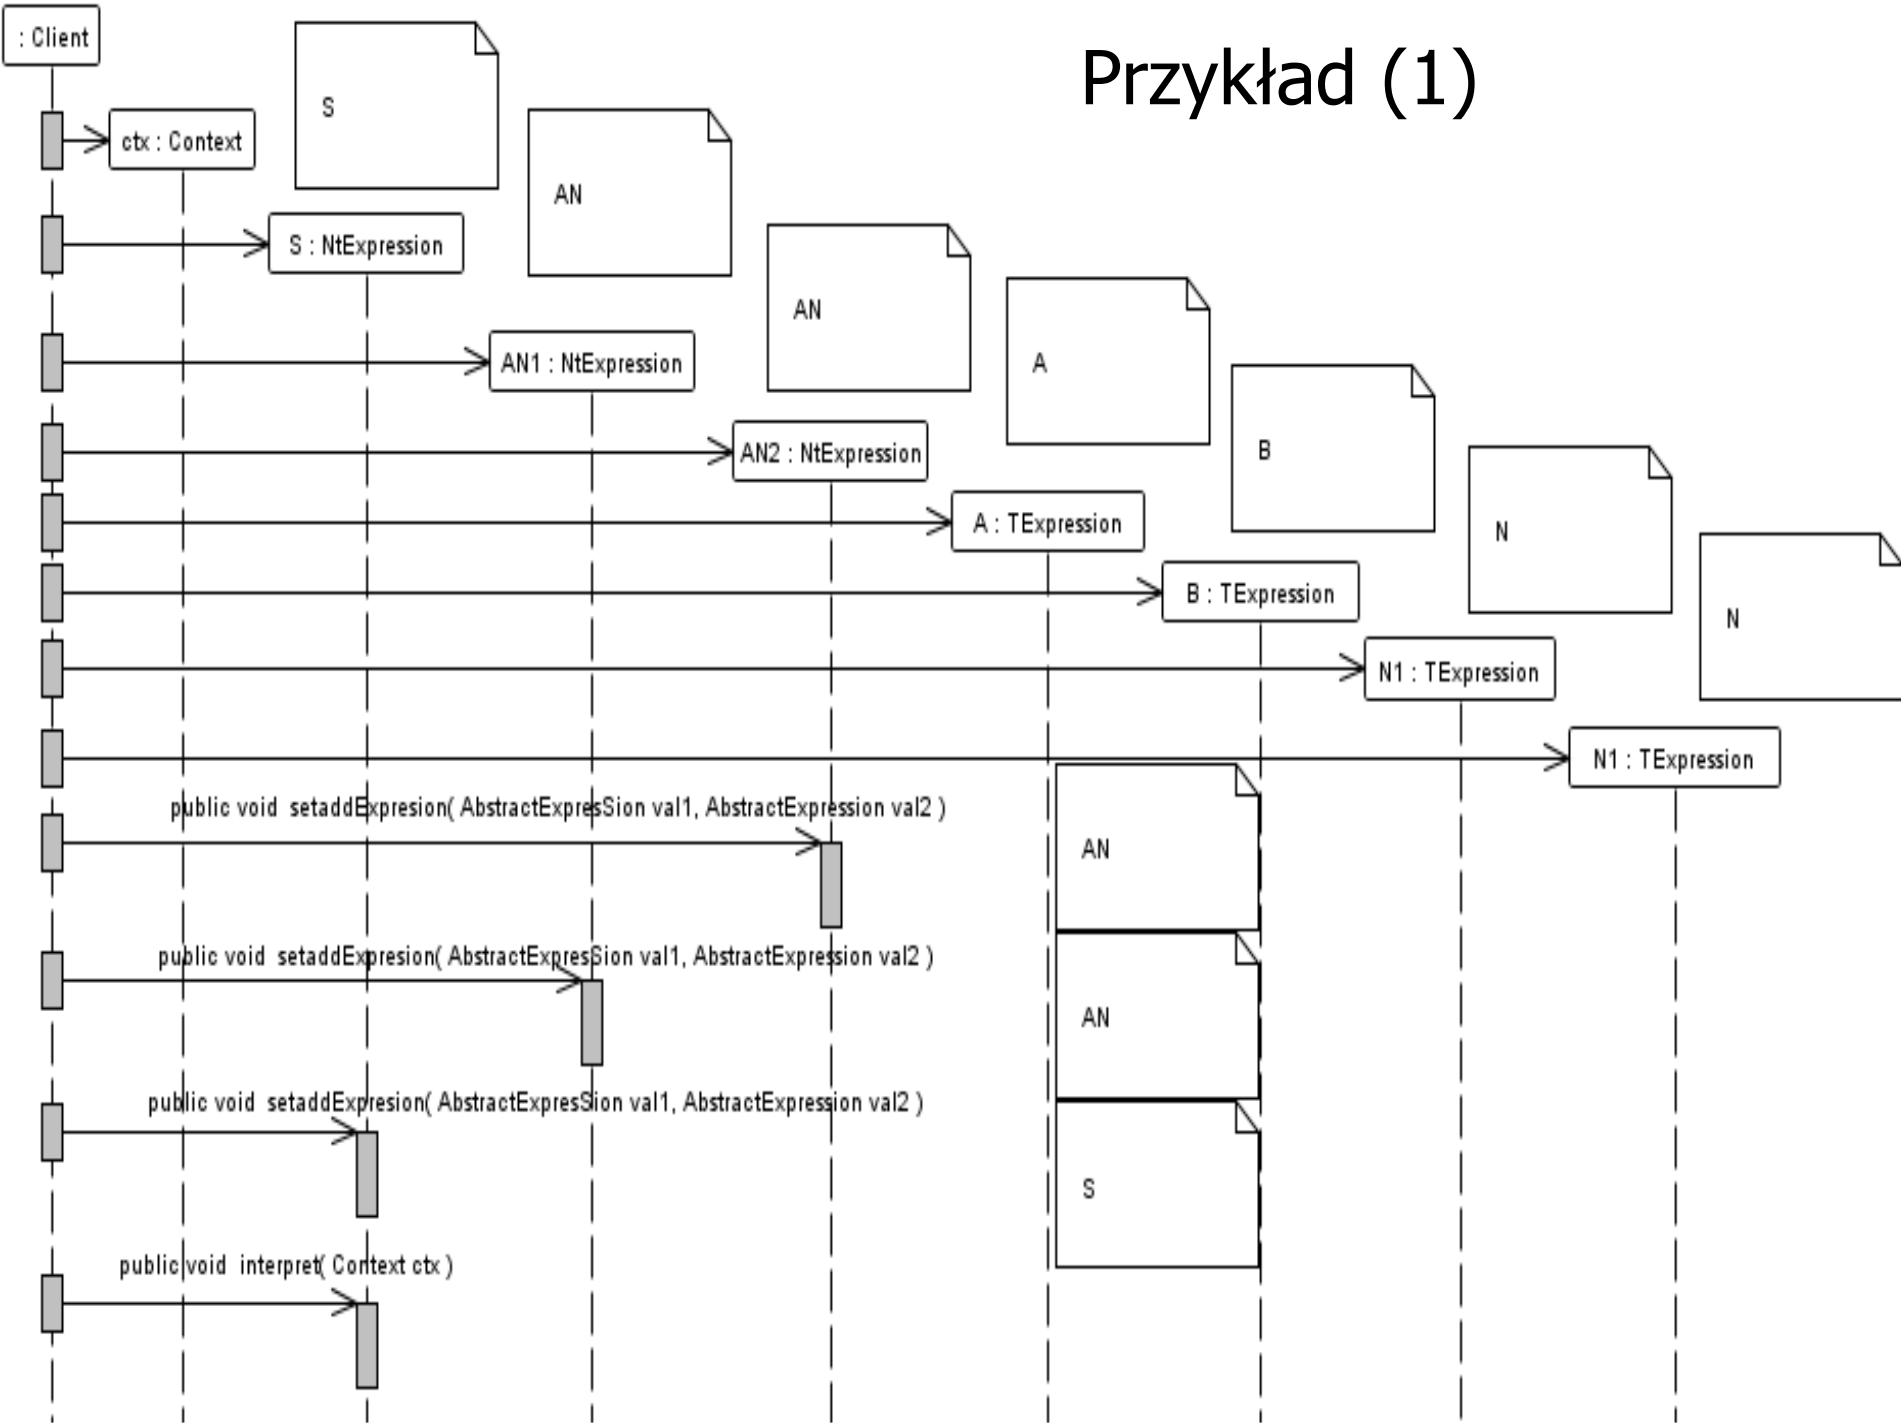 : Client
Przykład (1)
S
ctx : Context
AN
S : NtExpression
AN
AN1 : NtExpression
A
AN2 : NtExpression
B
A : TExpression
N
B : TExpression
N
N1 : TExpression
N1 : TExpression
public void setaddExpresion( AbstractExpresSion val1, AbstractExpression val2 )
AN
public void setaddExpresion( AbstractExpresSion val1, AbstractExpression val2 )
AN
public void setaddExpresion( AbstractExpresSion val1, AbstractExpression val2 )
S
public void interpret( Context ctx )